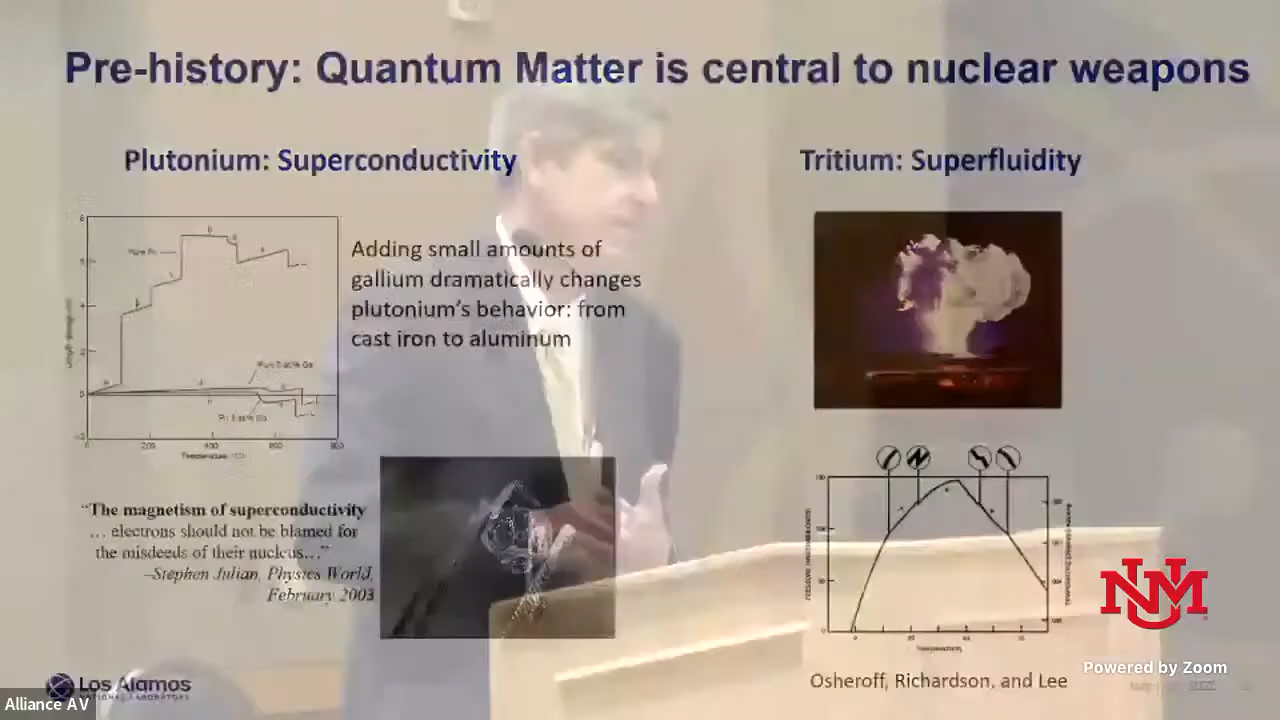 Pre-history: Quantum Matter is central to nuclear weapons
Plutonium: Superconductivity
Tritium: Superfluidity
Adding small amounts of
gallium dramatically changes
plutonium's behavior: from
cast iron to aluminum
"The magnetism of superconductivity
... electrons should not be blamed for
the misdeeds of their nucleus..."
–Stephen Julian, Physics World,
February 2003
Osheroff, Richardson, and Lee
Los Alamos
NATIONAL LABORATORY
UNM
Powered by Zoom
Alliance AV